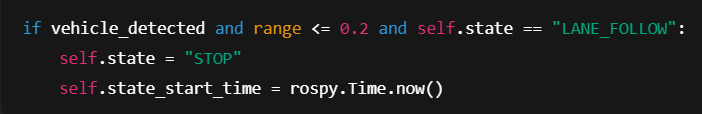 if vehicle_detected and range <= 0.2 and self.state == "LANE_FOLLOW":
    self.state = "STOP"
    self.state_start_time = rospy.Time.now()